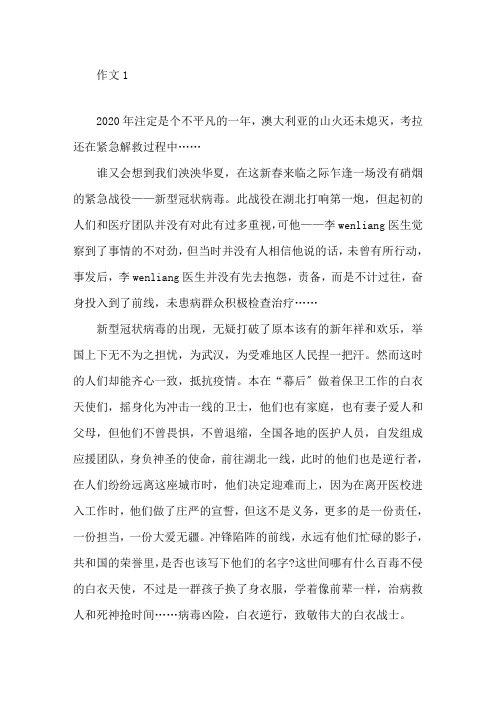 作文1
2020年注定是个不平凡的一年，澳大利亚的山火还未熄灭，考拉
还在紧急解救过程中……
谁又会想到我们泱泱华夏，在这新春来临之际乍逢一场没有硝烟
的紧急战役——新型冠状病毒。此战役在湖北打响第一炮，但起初的
人们和医疗团队并没有对此有过多重视，可他——李wenliang医生觉
察到了事情的不对劲，但当时并没有人相信他说的话，未曾有所行动，
事发后，李wenliang医生并没有先去抱怨，责备，而是不计过往，奋
身投入到了前线，未患病群众积极检查治疗……
新型冠状病毒的出现，无疑打破了原本该有的新年祥和欢乐，举
国上下无不为之担忧，为武汉，为受难地区人民捏一把汗。然而这时
的人们却能齐心一致，抵抗疫情。本在“幕后〞做着保卫工作的白衣
天使们，摇身化为冲击一线的卫士，他们也有家庭，也有妻子爱人和
父母，但他们不曾畏惧，不曾退缩，全国各地的医护人员，自发组成
应援团队，身负神圣的使命，前往湖北一线，此时的他们也是逆行者，
在人们纷纷远离这座城市时，他们决定迎难而上，因为在离开医校进
入工作时，他们做了庄严的宣誓，但这不是义务，更多的是一份责任，
一份担当，一份大爱无疆。冲锋陷阵的前线，永远有他们忙碌的影子，
共和国的荣誉里，是否也该写下他们的名字?这世间哪有什么百毒不侵
的白衣天使，不过是一群孩子换了身衣服，学着像前辈一样，治病救
人和死神抢时间……病毒凶险，白衣逆行，致敬伟大的白衣战士。